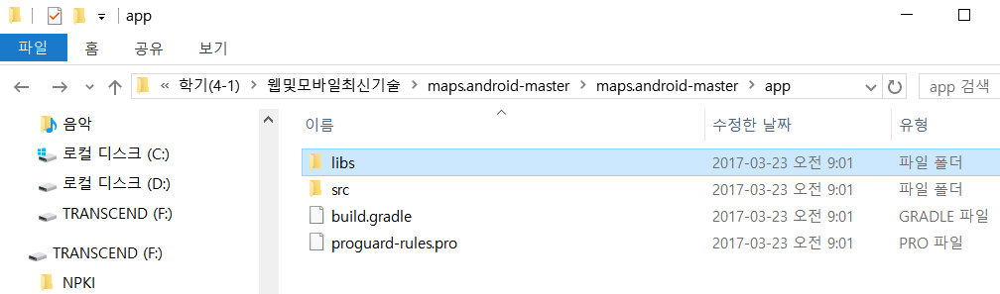 app
파일 홈 공유 보기
« 학기(4-1) > 웹및모바일최신기술 > maps.android-master > maps.android-master > app app 검색
이름 수정한 날짜 유형
음악
로컬 디스크 (C:)
로컬 디스크 (D:)
TRANSCEND (F:)
TRANSCEND (F:)
NPKI
libs 2017-03-23 오전 9:01 파일 폴더
src 2017-03-23 오전 9:01 파일 폴더
build.gradle 2017-03-23 오전 9:01 GRADLE 파일
proguard-rules.pro 2017-03-23 오전 9:01 PRO 파일